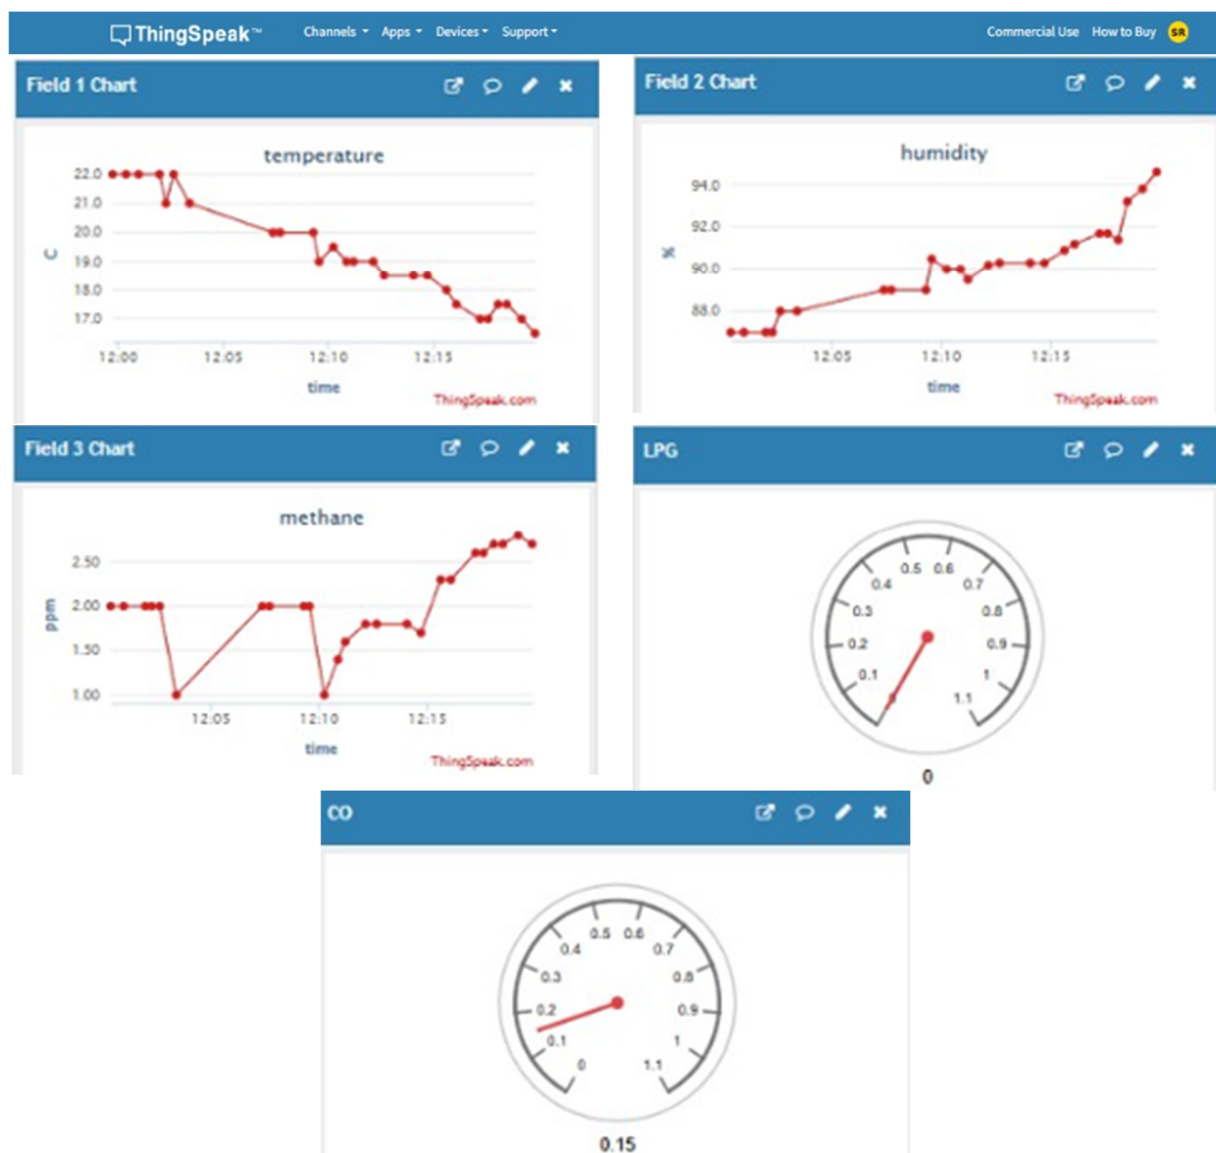 ThingSpeak™ Channels Apps Devices Support Commercial Use How to Buy SR
Field 1 Chart
temperature
22.0
21.0
20.0
19.0
18.0
17.0
C
12:00 12:05 12:10 12:15
time
ThingSpeak.com
Field 2 Chart
humidity
94.0
92.0
90.0
88.0
%
12:05 12:10 12:15
time
ThingSpeak.com
Field 3 Chart
methane
2.50
2.00
1.50
1.00
ppm
12:05 12:10 12:15
time
ThingSpeak.com
LPG
0.5 0.6
0.4 0.7
0.3 0.8
0.2 0.9
0.1 1
0 1.1
0
CO
0.5 0.6
0.4 0.7
0.3 0.8
0.2 0.9
0.1 1
0 1.1
0.15